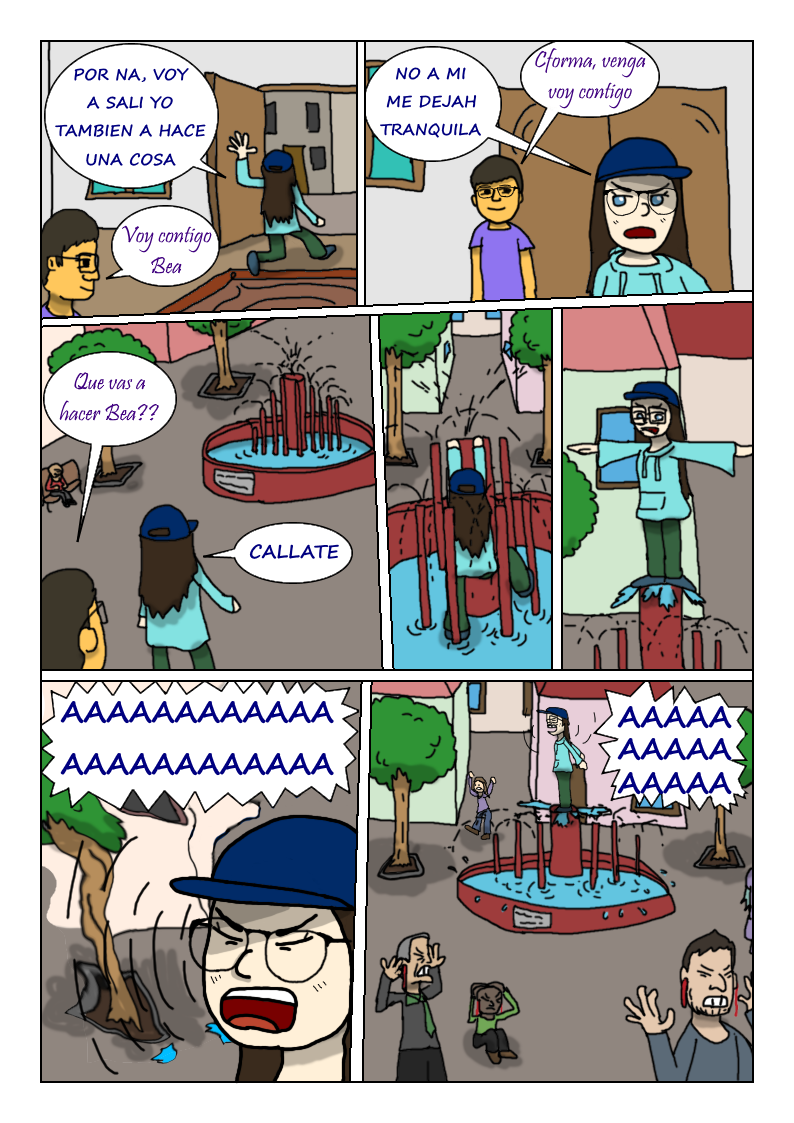 POR NA, VOY
A SALI YO
TAMBIEN A HACE
UNA COSA
Voy contigo
Bea
Cforma, venga
voy contigo
NO A MI
ME DEJAH
TRANQUILA
Que vas a
hacer Bea??
CALLATE
AAAAAAAAAAAA
AAAAAAAAAAAA
AAAAA
AAAAA
AAAAA